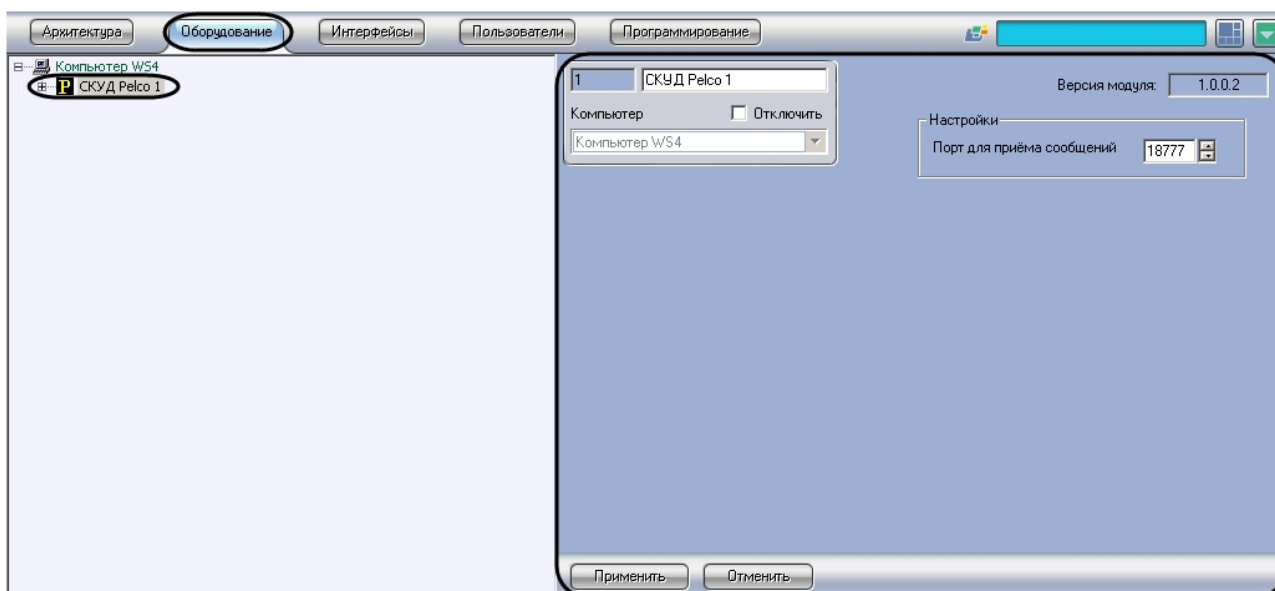 Архитектура Оборудование Интерфейсы Пользователи Программирование
Компьютер WS4
P СКУД Pelco 1
1 СКУД Pelco 1
Версия модуля: 1.0.0.2
Компьютер Отключить
Настройки
Компьютер WS4
Порт для приёма сообщений 18777
Применить Отменить